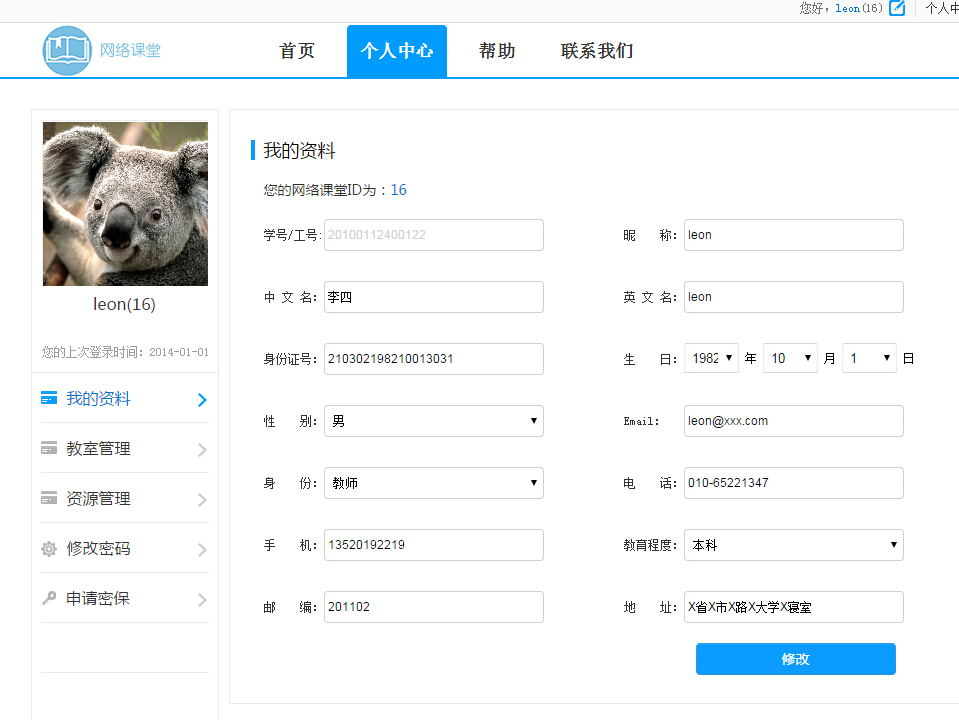 您好，leon(16) 个人中
网络课堂 首页 个人中心 帮助 联系我们
我的资料
您的网络课堂ID为：16
学号/工号: 20100112400122 昵 称: leon
leon(16)
中 文 名: 李四 英 文 名: leon
您的上次登录时间: 2014-01-01
身份证号: 210302198210013031 生 日: 1982 年 10 月 1 日
我的资料
性 别: 男 Email: leon@xxx.com
教室管理
身 份: 教师 电 话: 010-65221347
资源管理
手 机: 13520192219 教育程度: 本科
修改密码
申请密保
邮 编: 201102 地 址: X省X市X路X大学X寝室
修改